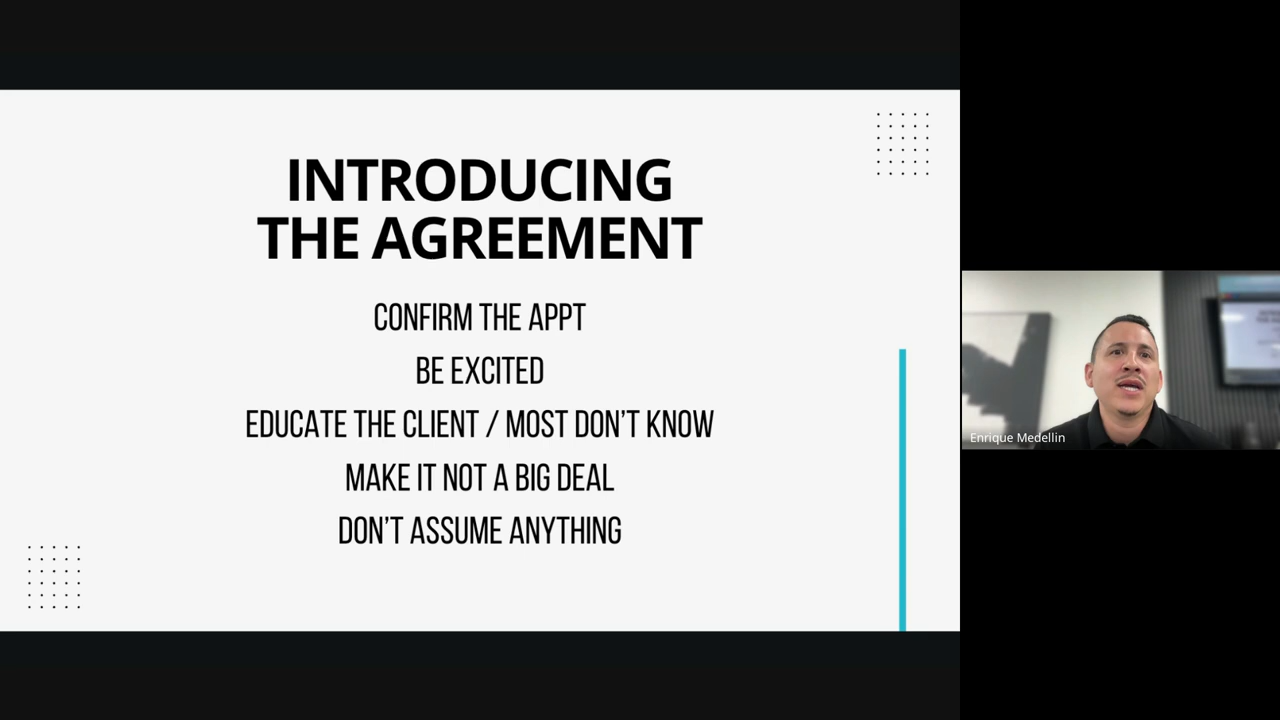 INTRODUCING
THE AGREEMENT
CONFIRM THE APPT
BE EXCITED
EDUCATE THE CLIENT / MOST DON'T KNOW
MAKE IT NOT A BIG DEAL
DON'T ASSUME ANYTHING
Enrique Medellin